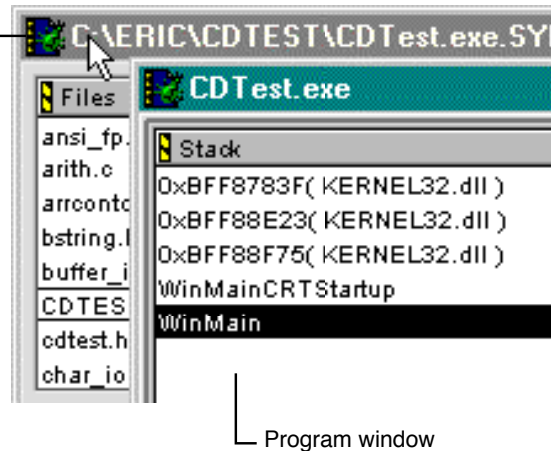 C:\ERIC\CDTEST\CDTest.exe.SY
Files
ansi_fp.
arith.c
arrcontc
bstring.
buffer_i
CDTES
cdtest.h
char_io
CDTest.exe
Stack
0xBFF8783F( KERNEL32.dll )
0xBFF88E23( KERNEL32.dll )
0xBFF88F75( KERNEL32.dll )
WinMainCRTStartup
WinMain
Program window